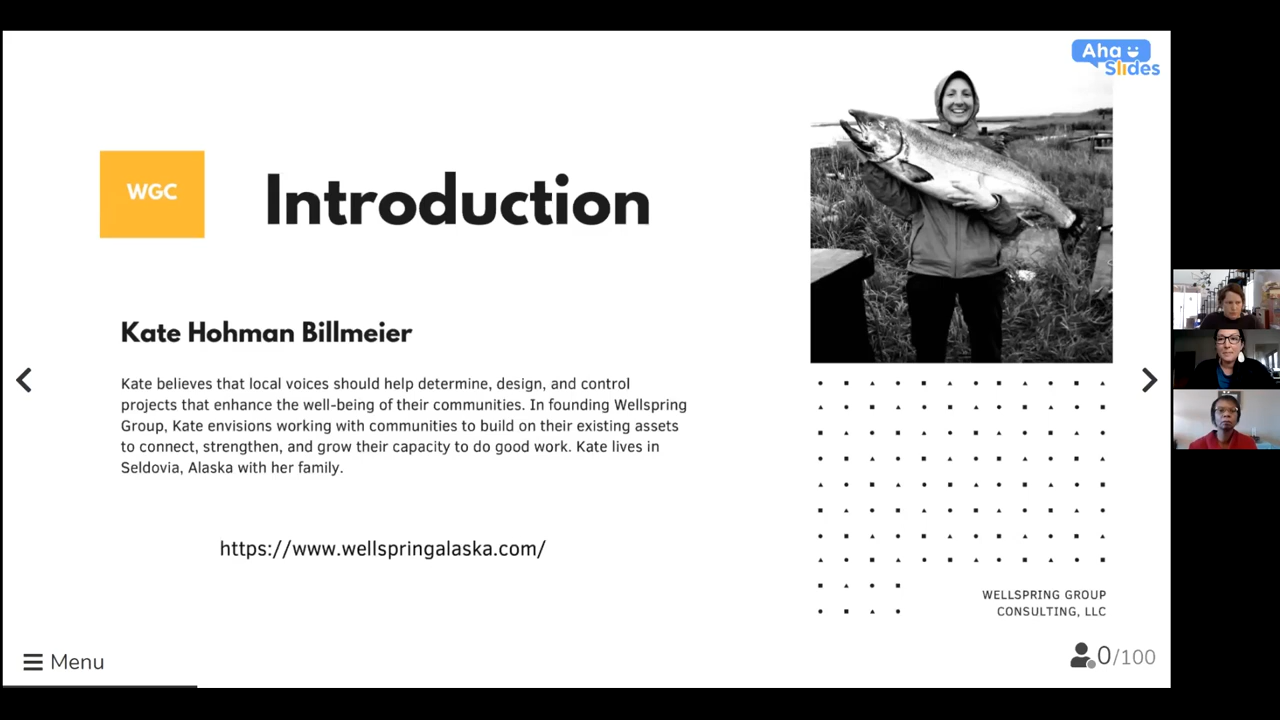 Aha
Slides
WGC
Introduction
Kate Hohman Billmeier
Kate believes that local voices should help determine, design, and control
projects that enhance the well-being of their communities. In founding Wellspring
Group, Kate envisions working with communities to build on their existing assets
to connect, strengthen, and grow their capacity to do good work. Kate lives in
Seldovia, Alaska with her family.
https://www.wellspringalaska.com/
WELLSPRING GROUP
CONSULTING, LLC
Menu
0/100